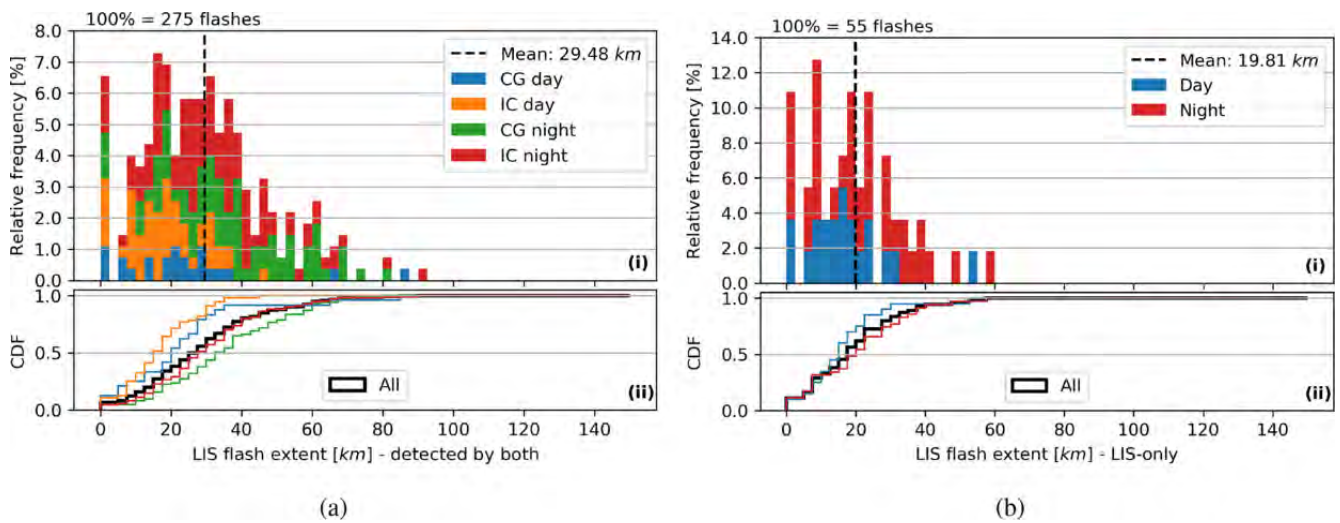 100% = 275 flashes
8.0
7.0
6.0
5.0
4.0
3.0
2.0
1.0
0.0
Relative frequency [%]
Mean: 29.48 km
CG day
IC day
CG night
IC night
(i)
1.0
0.5
0.0
CDF
All
(ii)
0 20 40 60 80 100 120 140
LIS flash extent [km] - detected by both
(a)
100% = 55 flashes
14.0
12.0
10.0
8.0
6.0
4.0
2.0
0.0
Relative frequency [%]
Mean: 19.81 km
Day
Night
(i)
1.0
0.5
0.0
CDF
All
(ii)
0 20 40 60 80 100 120 140
LIS flash extent [km] - LIS-only
(b)